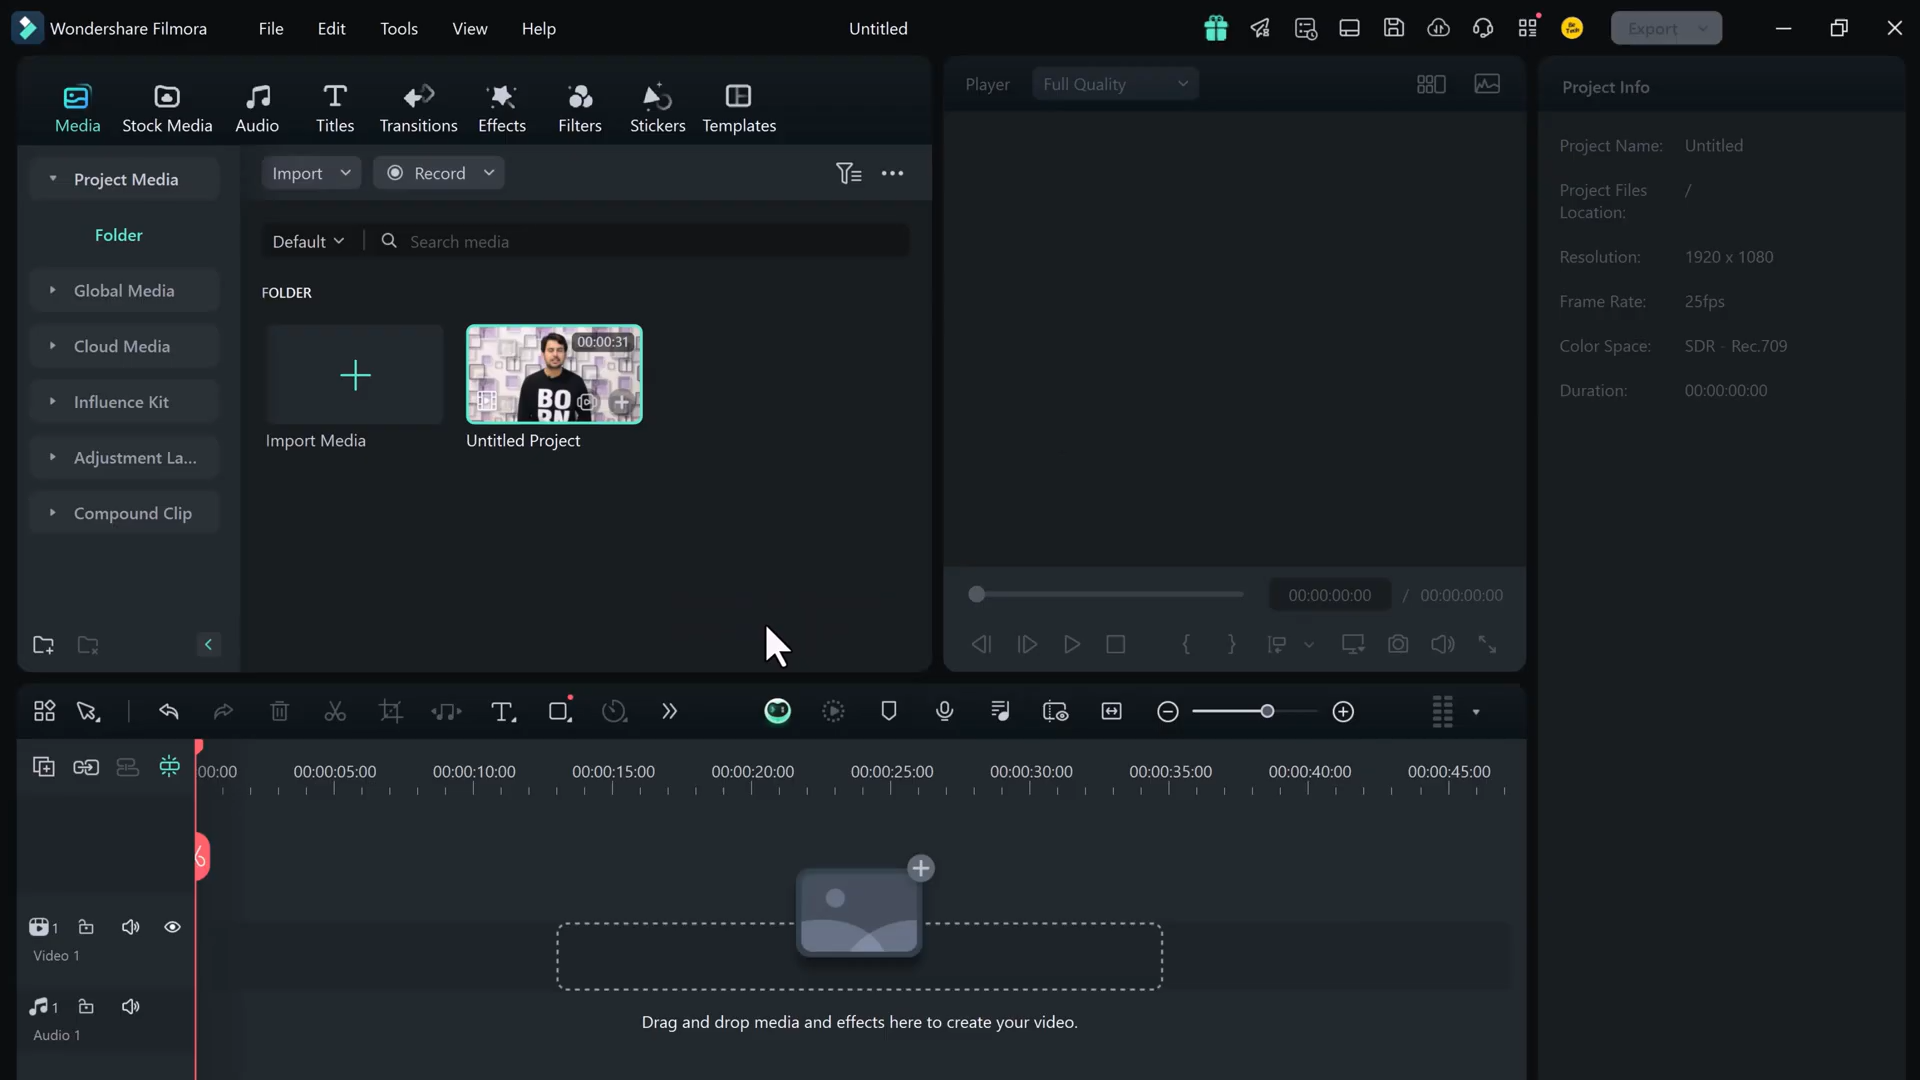 Wondershare Filmora
File
Edit
Tools
View
Help
Untitled
Export
Media
Stock Media
Audio
Titles
Transitions
Effects
Filters
Stickers
Templates
Player
Full Quality
Project Info
Project Media
Folder
Global Media
Cloud Media
Influence Kit
Adjustment La...
Compound Clip
Import
Record
Default
Search media
FOLDER
Import Media
00:00:31
BO
RN
Untitled Project
Project Name: Untitled
Project Files Location: /
Resolution: 1920 x 1080
Frame Rate: 25fps
Color Space: SDR - Rec.709
Duration: 00:00:00:00
00:00:00:00 / 00:00:00:00
00:00
00:00:05:00
00:00:10:00
00:00:15:00
00:00:20:00
00:00:25:00
00:00:30:00
00:00:35:00
00:00:40:00
00:00:45:00
1
Video 1
1
Audio 1
Drag and drop media and effects here to create your video.